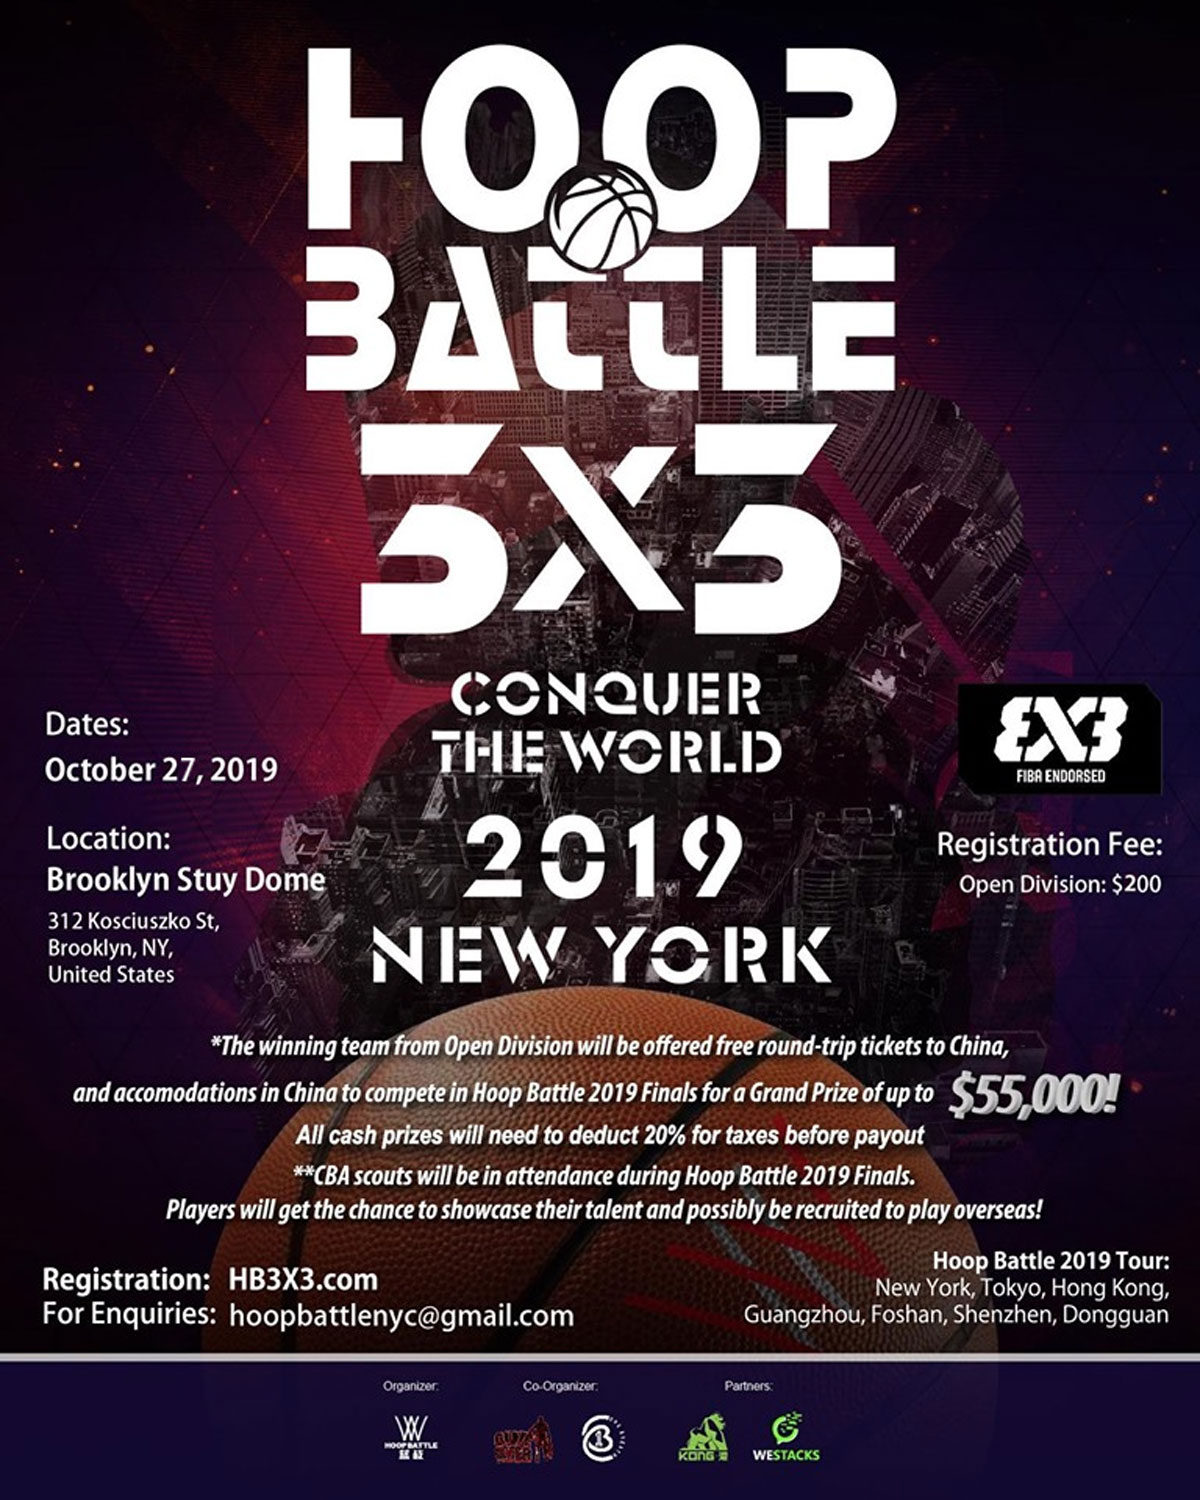 HOOP
BATTLE
3X3
CONQUER
THE WORLD
2019
NEW YORK
Dates:
October 27, 2019
Location:
Brooklyn Stuy Dome
312 Kosciuszko St,
Brooklyn, NY,
United States
3X3
FIBA ENDORSED
Registration Fee:
Open Division: $200
*The winning team from Open Division will be offered free round-trip tickets to China,
and accomodations in China to compete in Hoop Battle 2019 Finals for a Grand Prize of up to $55,000!
All cash prizes will need to deduct 20% for taxes before payout
**CBA scouts will be in attendance during Hoop Battle 2019 Finals.
Players will get the chance to showcase their talent and possibly be recruited to play overseas!
Registration: HB3X3.com
For Enquiries: hoopbattlenyc@gmail.com
Hoop Battle 2019 Tour:
New York, Tokyo, Hong Kong,
Guangzhou, Foshan, Shenzhen, Dongguan
Organizer: Co-Organizer: Partners:
HOOP BATTLE
KONG
WESTACKS